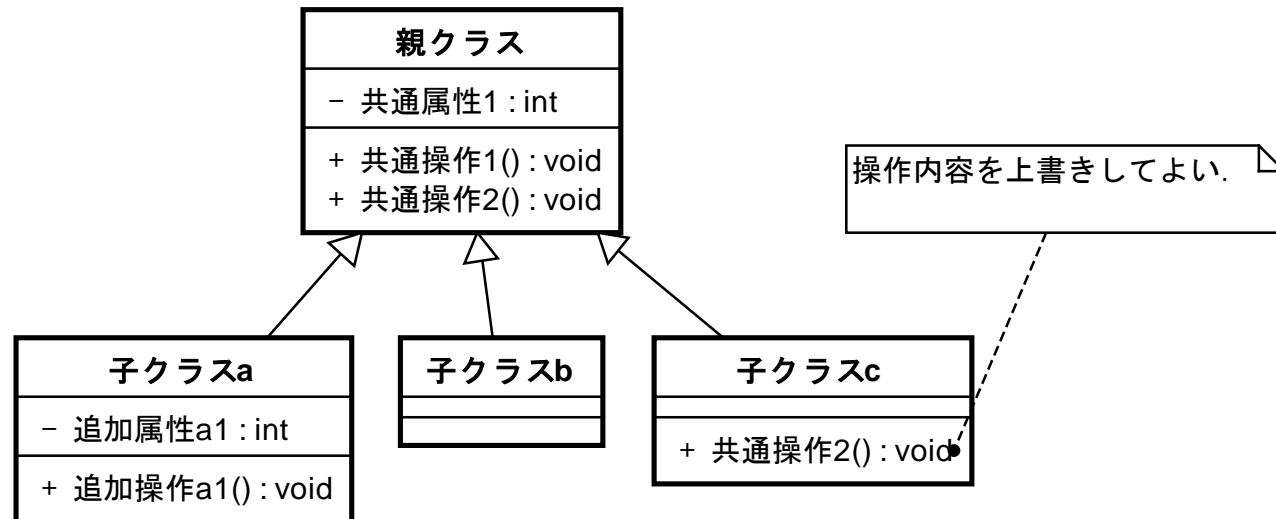 親クラス
− 共通属性1 : int
+ 共通操作1() : void
+ 共通操作2() : void
操作内容を上書きしてよい.
子クラスa
− 追加属性a1 : int
+ 追加操作a1() : void
子クラスb
子クラスc
+ 共通操作2() : void